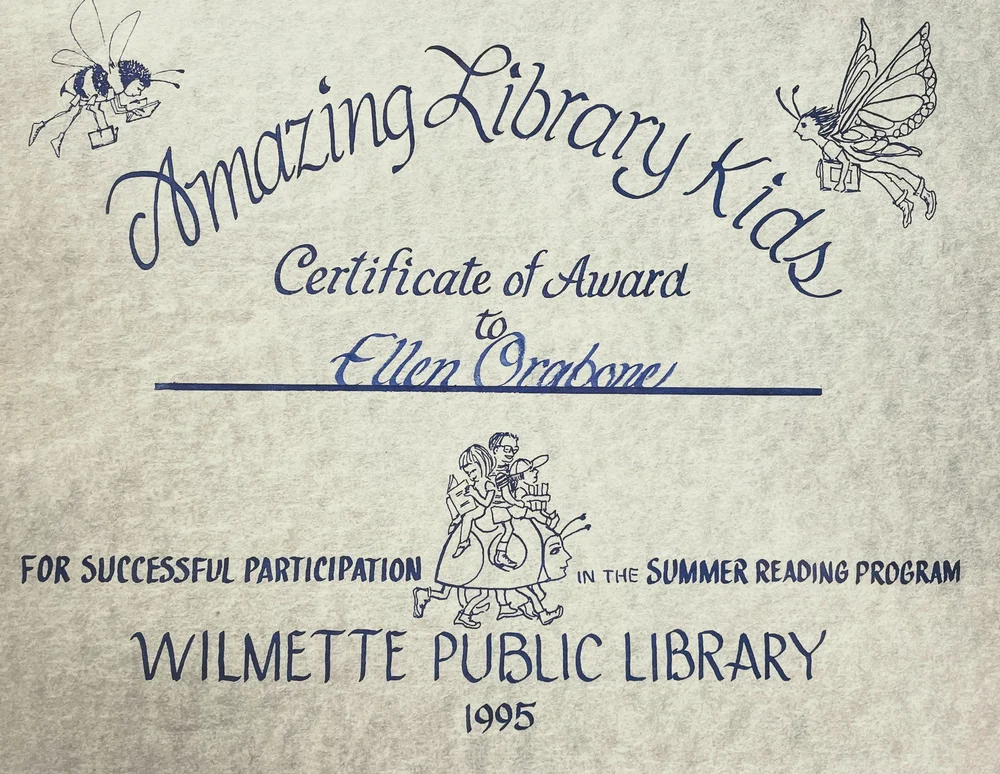 Amazing Library Kids
Certificate of Award
to
Ellen Orabone
FOR SUCCESSFUL PARTICIPATION IN THE SUMMER READING PROGRAM
WILMETTE PUBLIC LIBRARY
1995